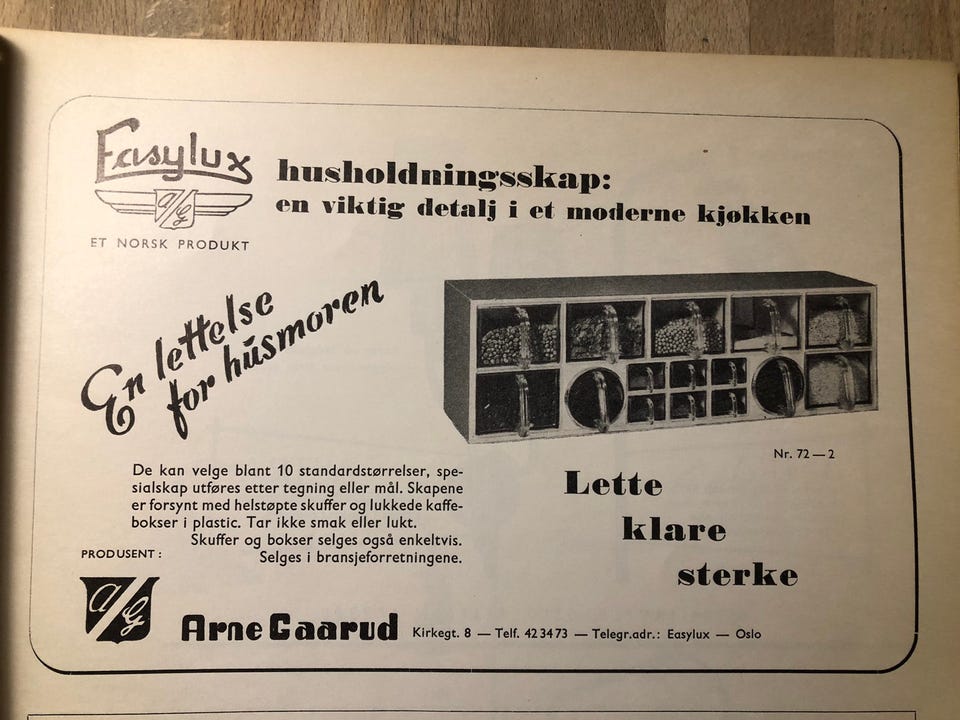 Easylux
A/G
ET NORSK PRODUKT
husholdningsskap:
en viktig detalj i et moderne kjøkken
En lettelse
for husmoren
Nr. 72 — 2
De kan velge blant 10 standardstørrelser, spe-
sialskap utføres etter tegning eller mål. Skapene
er forsynt med helstøpte skuffer og lukkede kaffe-
bokser i plastic. Tar ikke smak eller lukt.
Skuffer og bokser selges også enkeltvis.
Selges i bransjeforretningene.
Lette
klare
sterke
PRODUSENT :
A/G
Arne Gaarud Kirkegt. 8 — Telf. 42 34 73 — Telegr.adr.: Easylux — Oslo